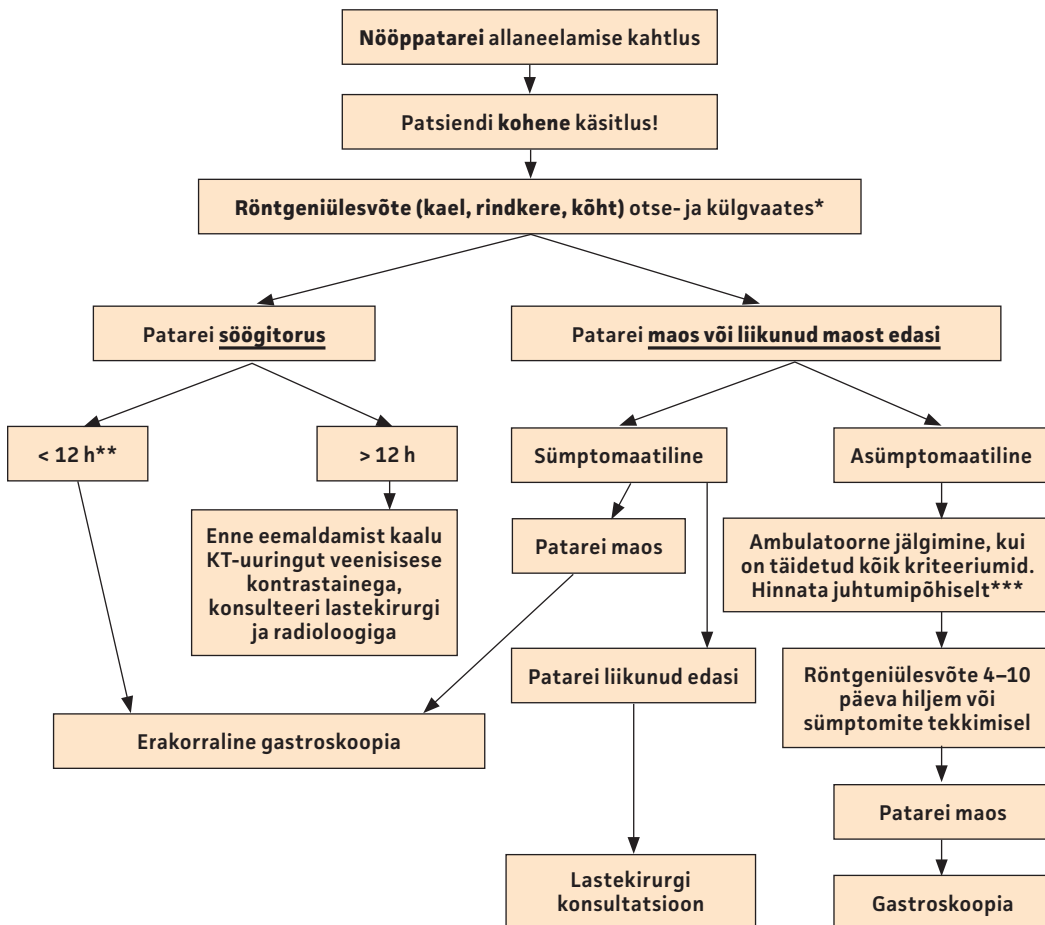 Nööppatarei allaneelamise kahtlus
Patsiendi kohene käsitlus!
Röntgeniülesvõte (kael, rindkere, kõht) otse- ja külgvaates*
Patarei söögitorus
Patarei maos või liikunud maost edasi
< 12 h**
> 12 h
Sümptomaatiline
Asümptomaatiline
Enne eemaldamist kaalu
KT-uuringut veenisisese
kontrastainega,
konsulteeri lastekirurgi
ja radioloogiga
Patarei maos
Ambulatoorne jälgimine, kui
on täidetud kõik kriteeriumid.
Hinnata juhtumipõhiselt***
Patarei liikunud edasi
Röntgeniülesvõte 4–10
päeva hiljem või
sümptomite tekkimisel
Erakorraline gastroskoopia
Patarei maos
Lastekirurgi
konsultatsioon
Gastroskoopia